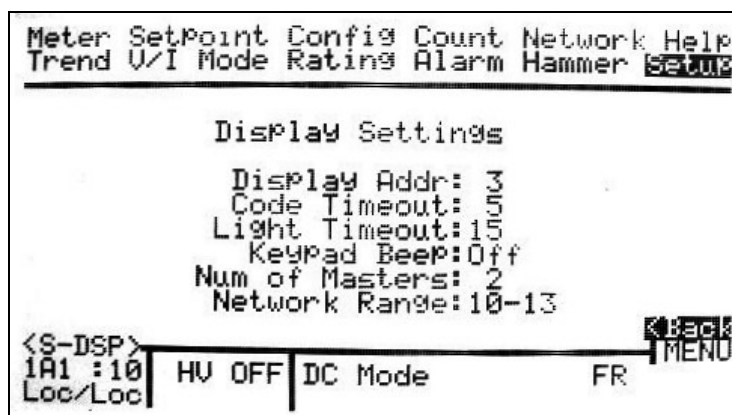 Meter Setpoint Config Count Network Help
Trend V/I Mode Rating Alarm Hammer Setup
Display Settings
Display Addr: 3
Code Timeout: 5
Light Timeout:15
Keypad Beep:Off
Num of Masters: 2
Network Range:10-13
<Back
MENU
<S-DSP>
1A1 :10
Loc/Loc
HV OFF
DC Mode
FR